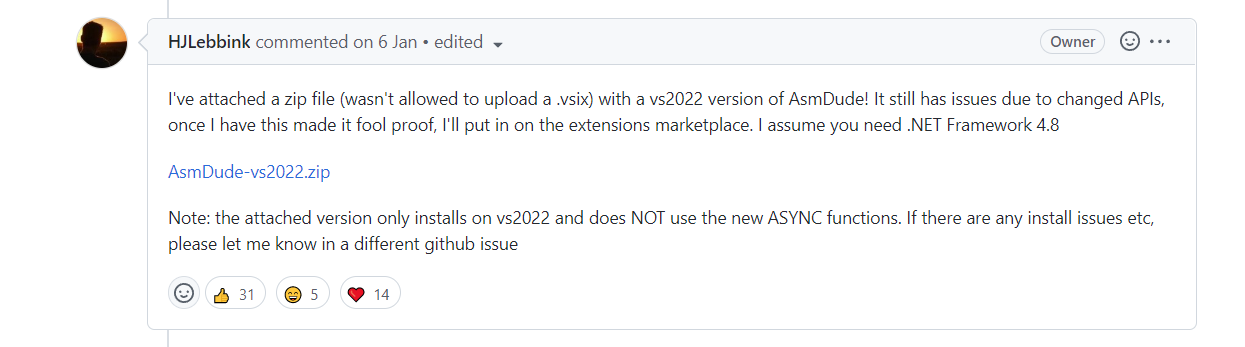 HJLebbink commented on 6 Jan • edited
Owner
I've attached a zip file (wasn't allowed to upload a .vsix) with a vs2022 version of AsmDude! It still has issues due to changed APIs,
once I have this made it fool proof, I'll put in on the extensions marketplace. I assume you need .NET Framework 4.8
AsmDude-vs2022.zip
Note: the attached version only installs on vs2022 and does NOT use the new ASYNC functions. If there are any install issues etc,
please let me know in a different github issue
31 5 14